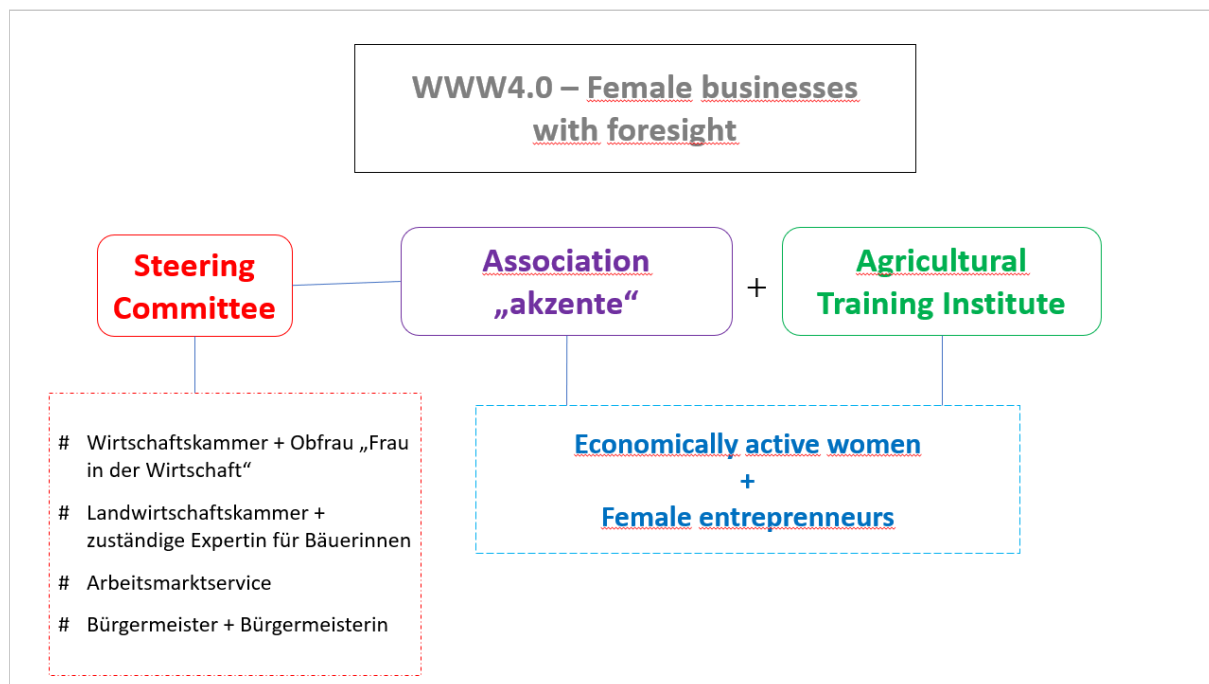 WWW4.0 – Female businesses
with foresight
Steering
Committee
Association
„akzente“
+
Agricultural
Training Institute
# Wirtschaftskammer + Obfrau „Frau
in der Wirtschaft“
# Landwirtschaftskammer +
zuständige Expertin für Bäuerinnen
# Arbeitsmarktservice
# Bürgermeister + Bürgermeisterin
Economically active women
+
Female entrepreneurs